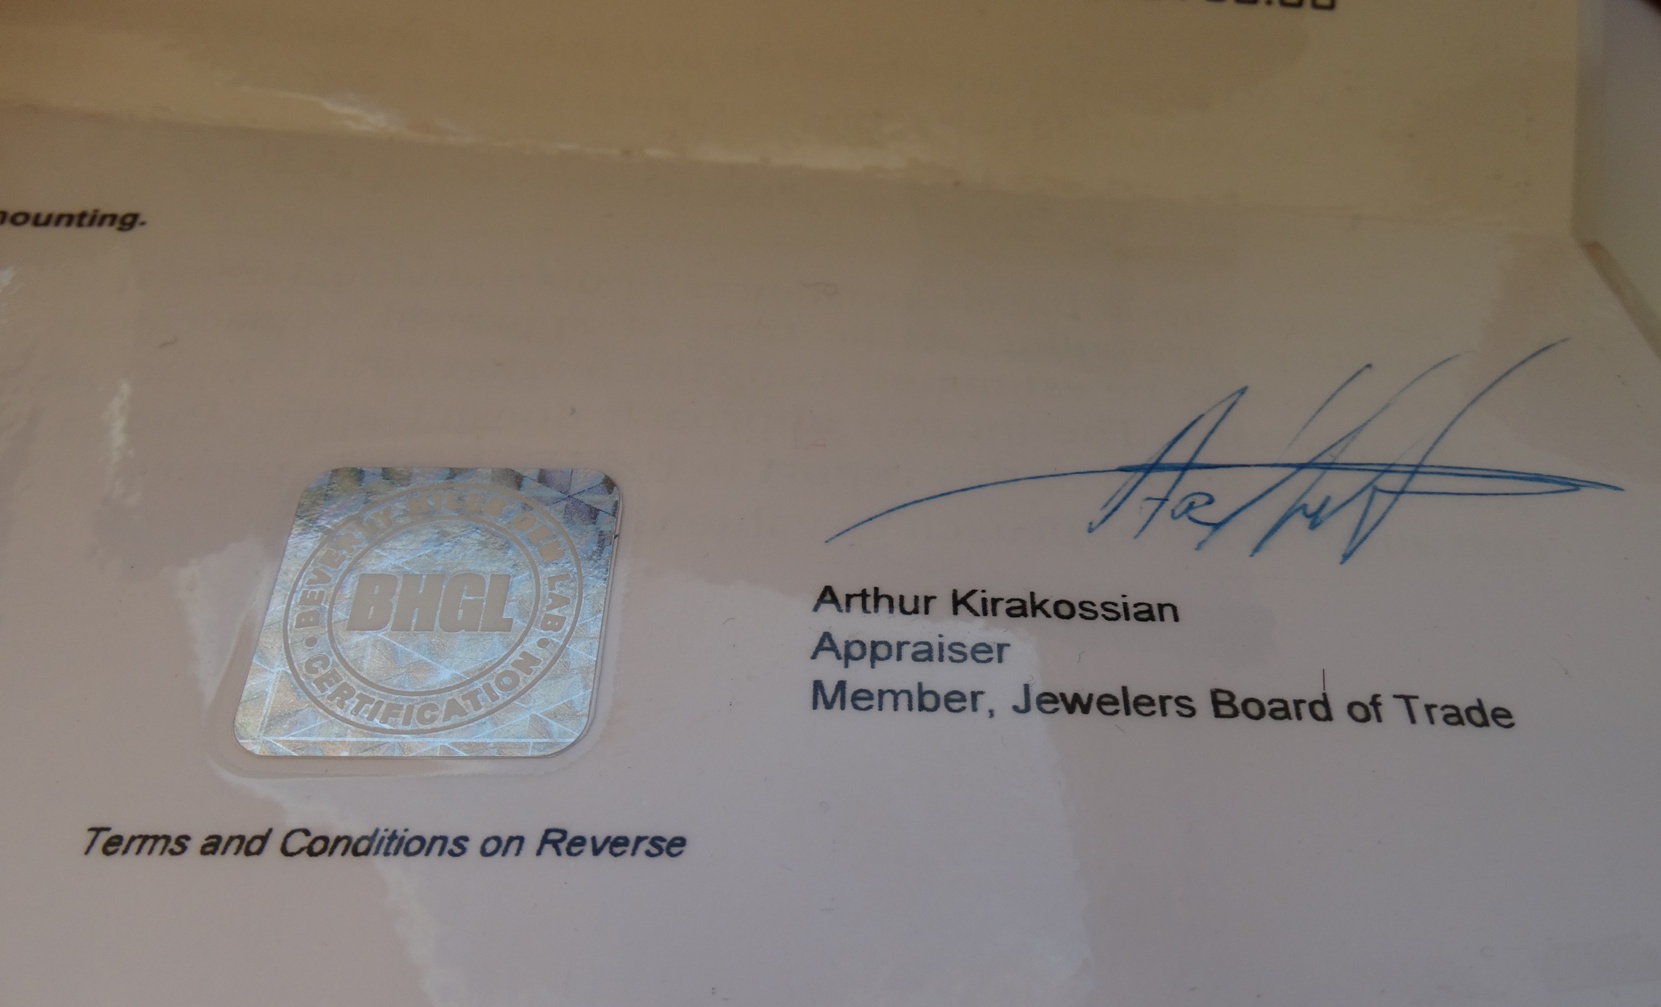 mounting.
BEVERLY HILLS GEM LAB
BHGL
• CERTIFICATION •
Arthur Kirakossian
Appraiser
Member, Jewelers Board of Trade
Terms and Conditions on Reverse